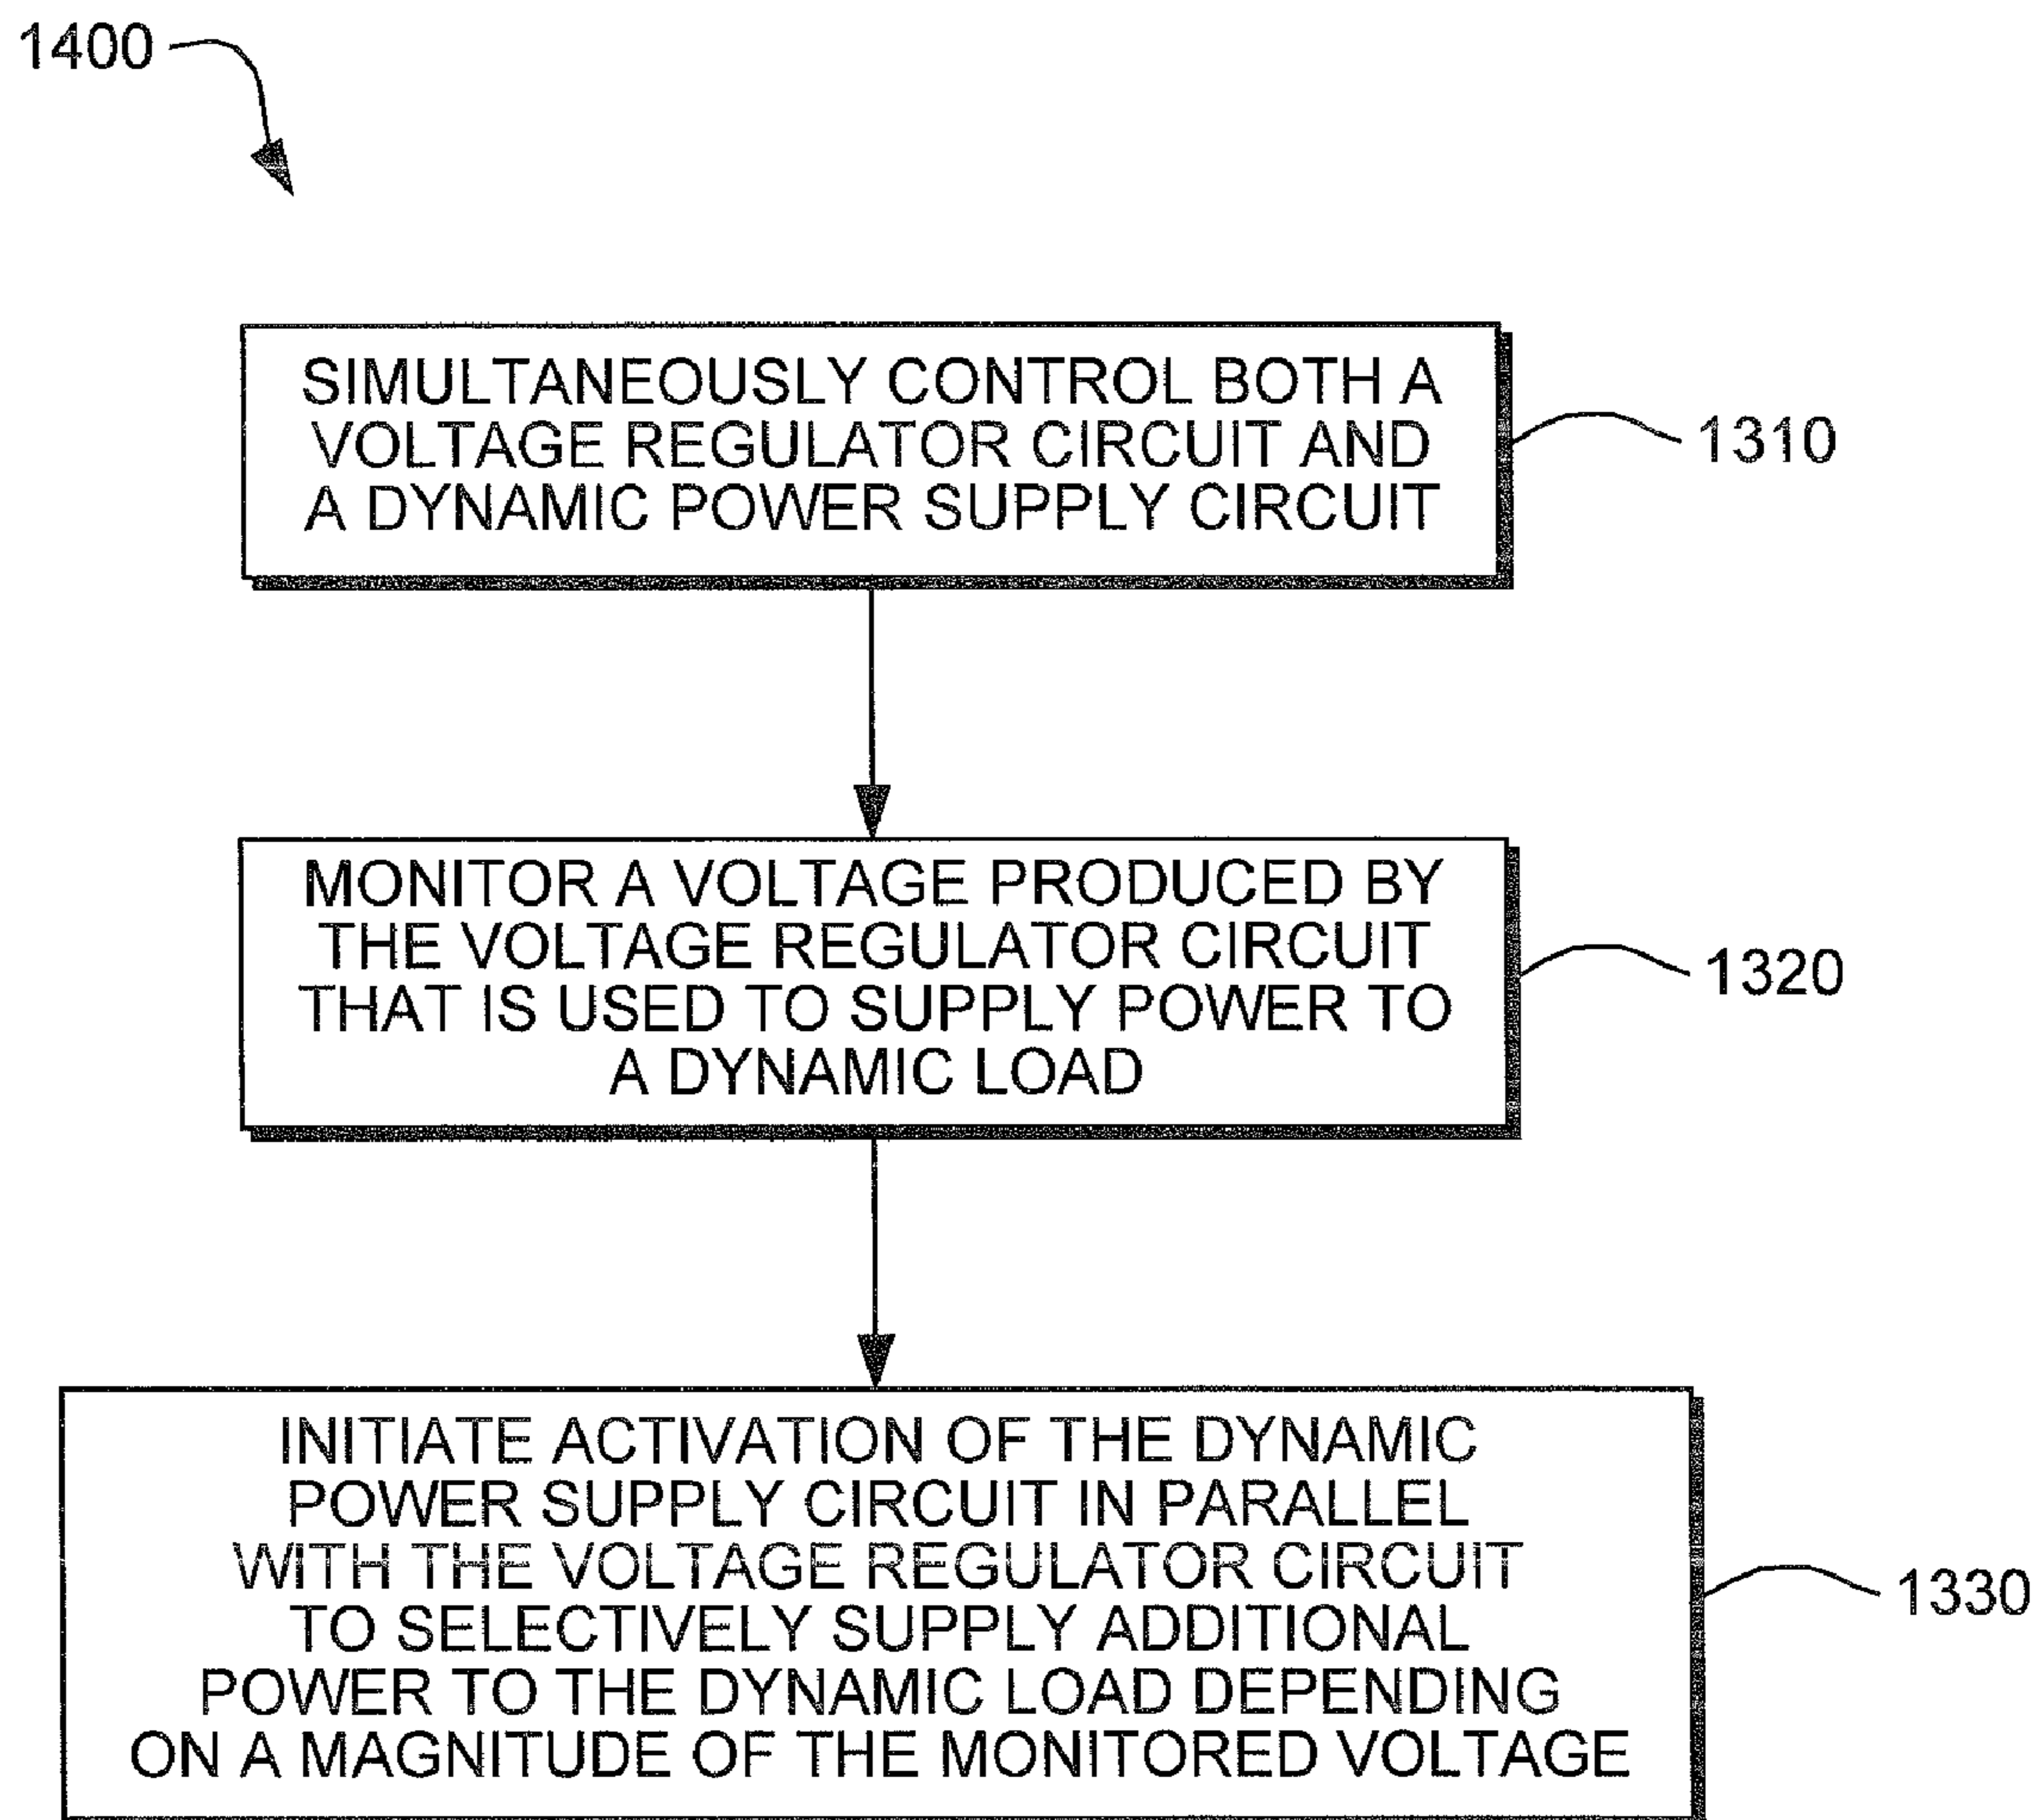 1400
SIMULTANEOUSLY CONTROL BOTH A
VOLTAGE REGULATOR CIRCUIT AND
A DYNAMIC POWER SUPPLY CIRCUIT
1310
MONITOR A VOLTAGE PRODUCED BY
THE VOLTAGE REGULATOR CIRCUIT
THAT IS USED TO SUPPLY POWER TO
A DYNAMIC LOAD
1320
INITIATE ACTIVATION OF THE DYNAMIC
POWER SUPPLY CIRCUIT IN PARALLEL
WITH THE VOLTAGE REGULATOR CIRCUIT
TO SELECTIVELY SUPPLY ADDITIONAL
POWER TO THE DYNAMIC LOAD DEPENDING
ON A MAGNITUDE OF THE MONITORED VOLTAGE
1330